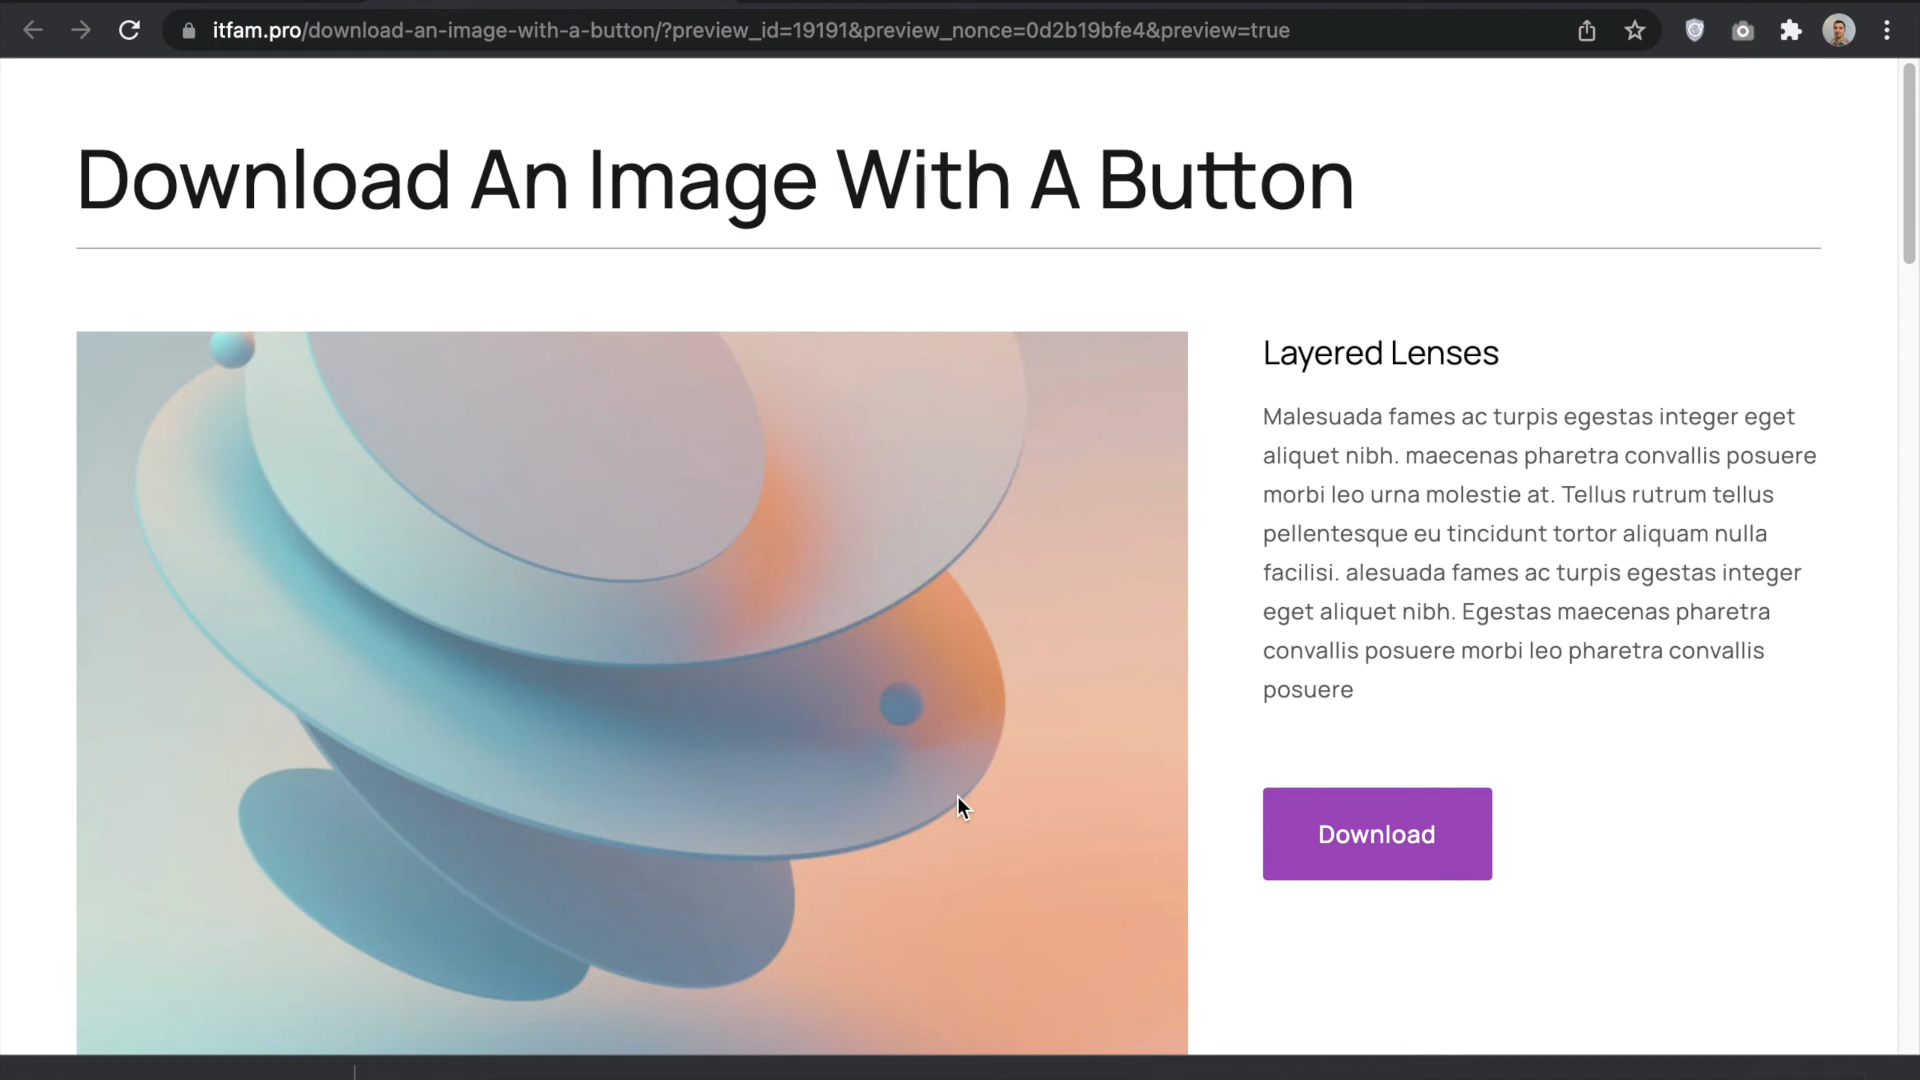 itfam.pro/download-an-image-with-a-button/?preview_id=19191&preview_nonce=0d2b19bfe4&preview=true
Download An Image With A Button
Layered Lenses
Malesuada fames ac turpis egestas integer eget
aliquet nibh. maecenas pharetra convallis posuere
morbi leo urna molestie at. Tellus rutrum tellus
pellentesque eu tincidunt tortor aliquam nulla
facilisi. alesuada fames ac turpis egestas integer
eget aliquet nibh. Egestas maecenas pharetra
convallis posuere morbi leo pharetra convallis
posuere
Download